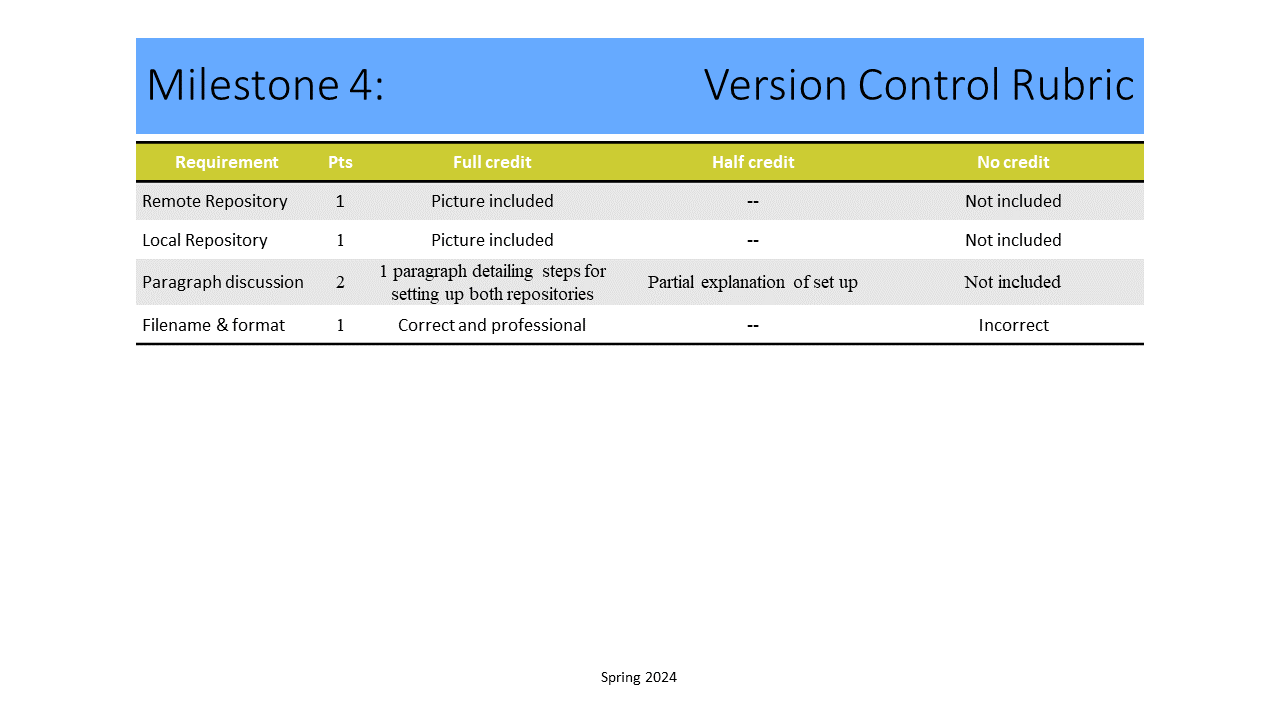 Milestone 4: Version Control Rubric
Requirement Pts Full credit Half credit No credit
Remote Repository 1 Picture included -- Not included
Local Repository 1 Picture included -- Not included
Paragraph discussion 2 1 paragraph detailing steps for setting up both repositories Partial explanation of set up Not included
Filename & format 1 Correct and professional -- Incorrect
Spring 2024